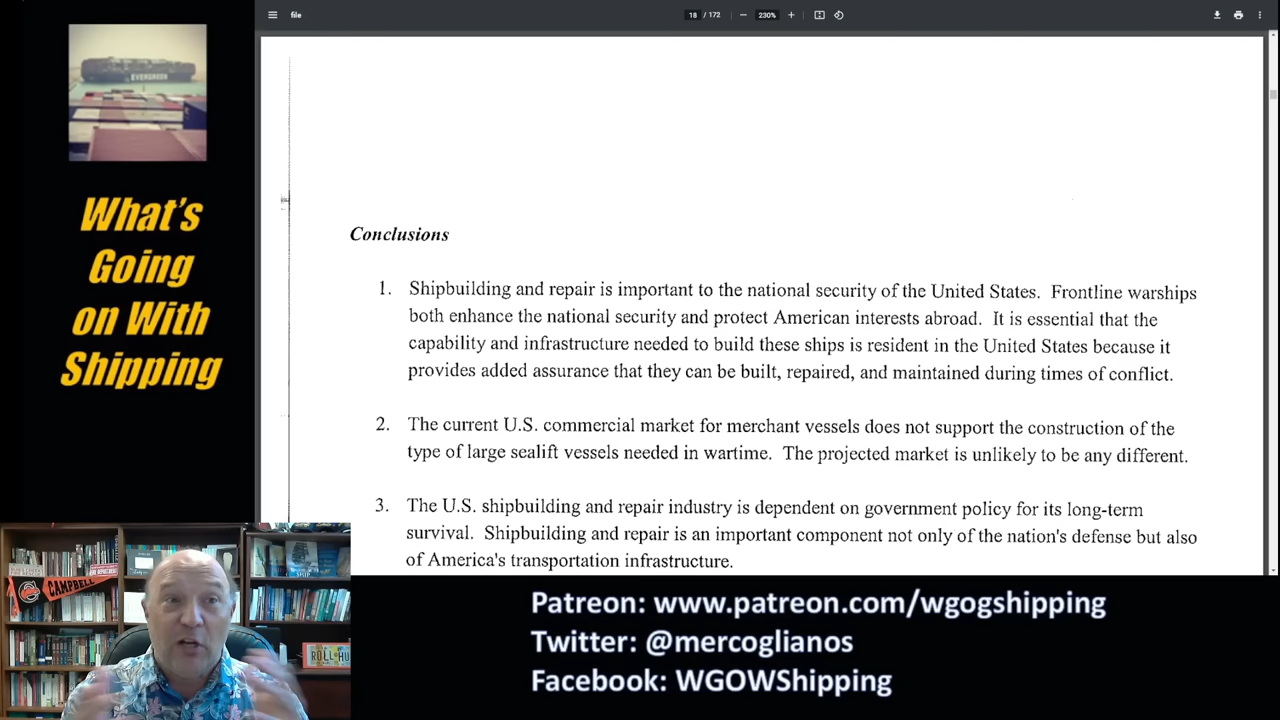 EVERGREEN
What's
Going
on With
Shipping
file
18 / 172
230%
Conclusions
1. Shipbuilding and repair is important to the national security of the United States. Frontline warships
both enhance the national security and protect American interests abroad. It is essential that the
capability and infrastructure needed to build these ships is resident in the United States because it
provides added assurance that they can be built, repaired, and maintained during times of conflict.
2. The current U.S. commercial market for merchant vessels does not support the construction of the
type of large sealift vessels needed in wartime. The projected market is unlikely to be any different.
3. The U.S. shipbuilding and repair industry is dependent on government policy for its long-term
survival. Shipbuilding and repair is an important component not only of the nation's defense but also
of America's transportation infrastructure.
CAMPBELL
SHIP
ROLL HU
Patreon: www.patreon.com/wgogshipping
Twitter: @mercoglianos
Facebook: WGOWShipping